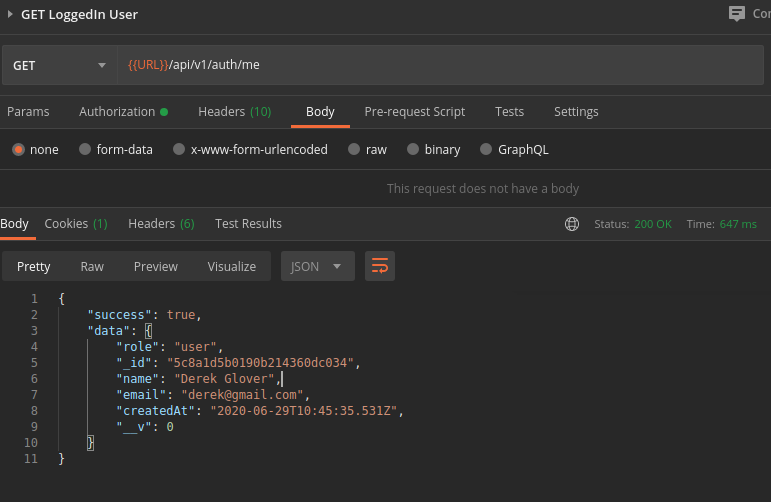 GET LoggedIn User
GET {{URL}}/api/v1/auth/me
Params Authorization Headers (10) Body Pre-request Script Tests Settings
none form-data x-www-form-urlencoded raw binary GraphQL
This request does not have a body
Body Cookies (1) Headers (6) Test Results Status: 200 OK Time: 647 ms
Pretty Raw Preview Visualize JSON
1 {
2 "success": true,
3 "data": {
4 "role": "user",
5 "_id": "5c8a1d5b0190b214360dc034",
6 "name": "Derek Glover",
7 "email": "derek@gmail.com",
8 "createdAt": "2020-06-29T10:45:35.531Z",
9 "__v": 0
10 }
11 }